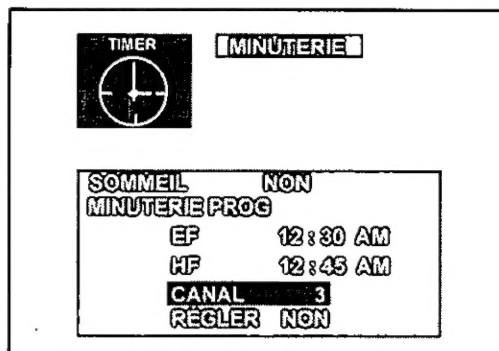 TIMER
MINUTERIE
SOMMEIL NON
MINUTERIE PROG
EF 12:30 AM
HF 12:45 AM
CANAL 3
RÉGLER NON